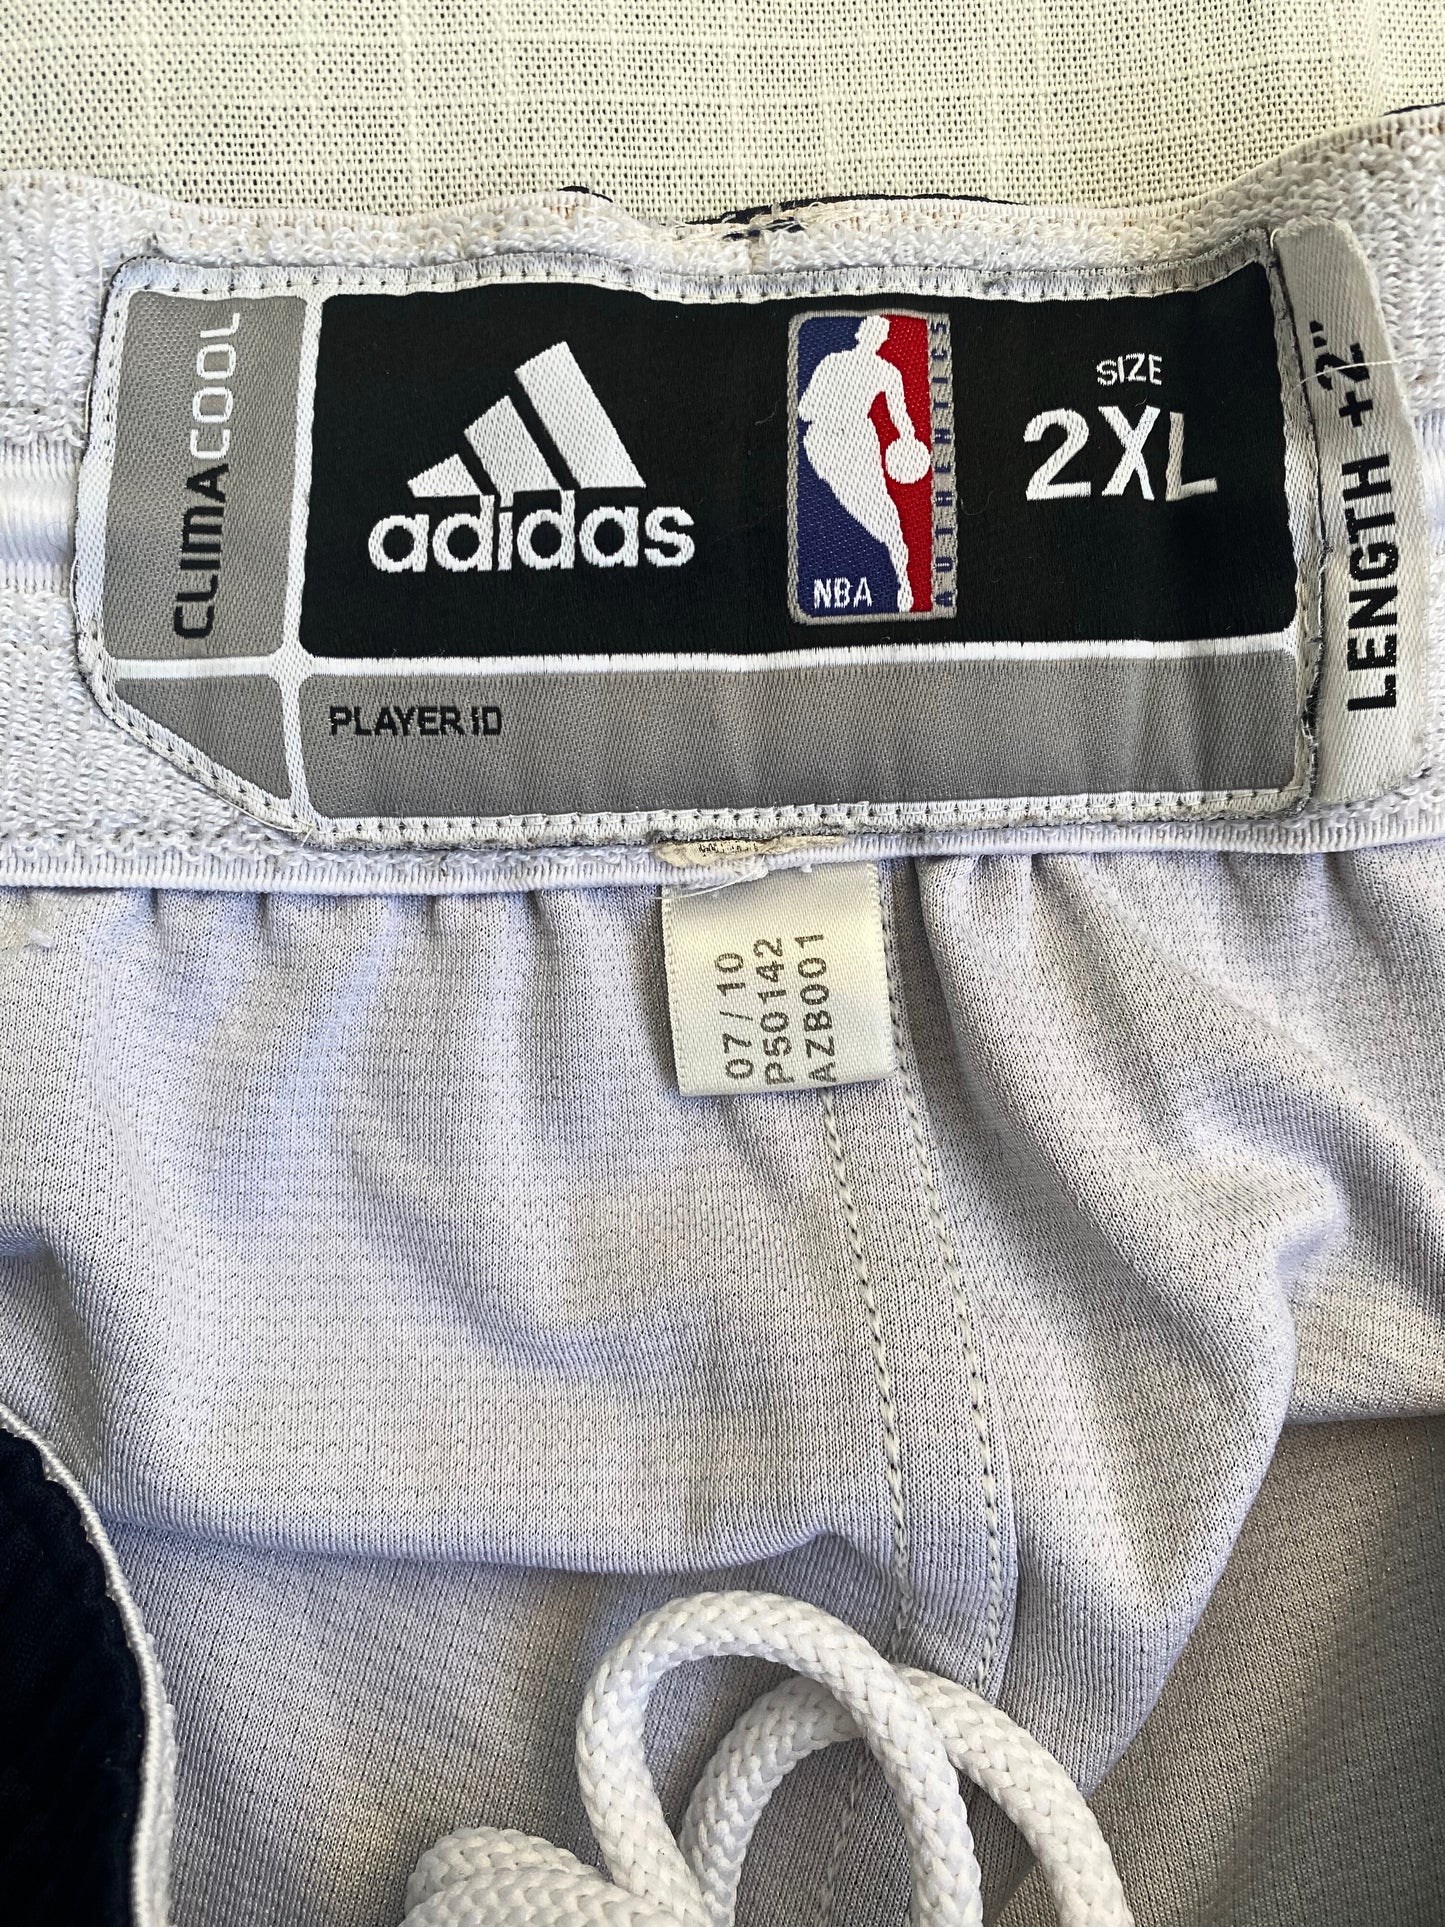 CLIMACOOL
adidas
NBA
AUTHENTICS
SIZE
2XL
LENGTH +2"
PLAYER ID
07/10
P50142
AZB001